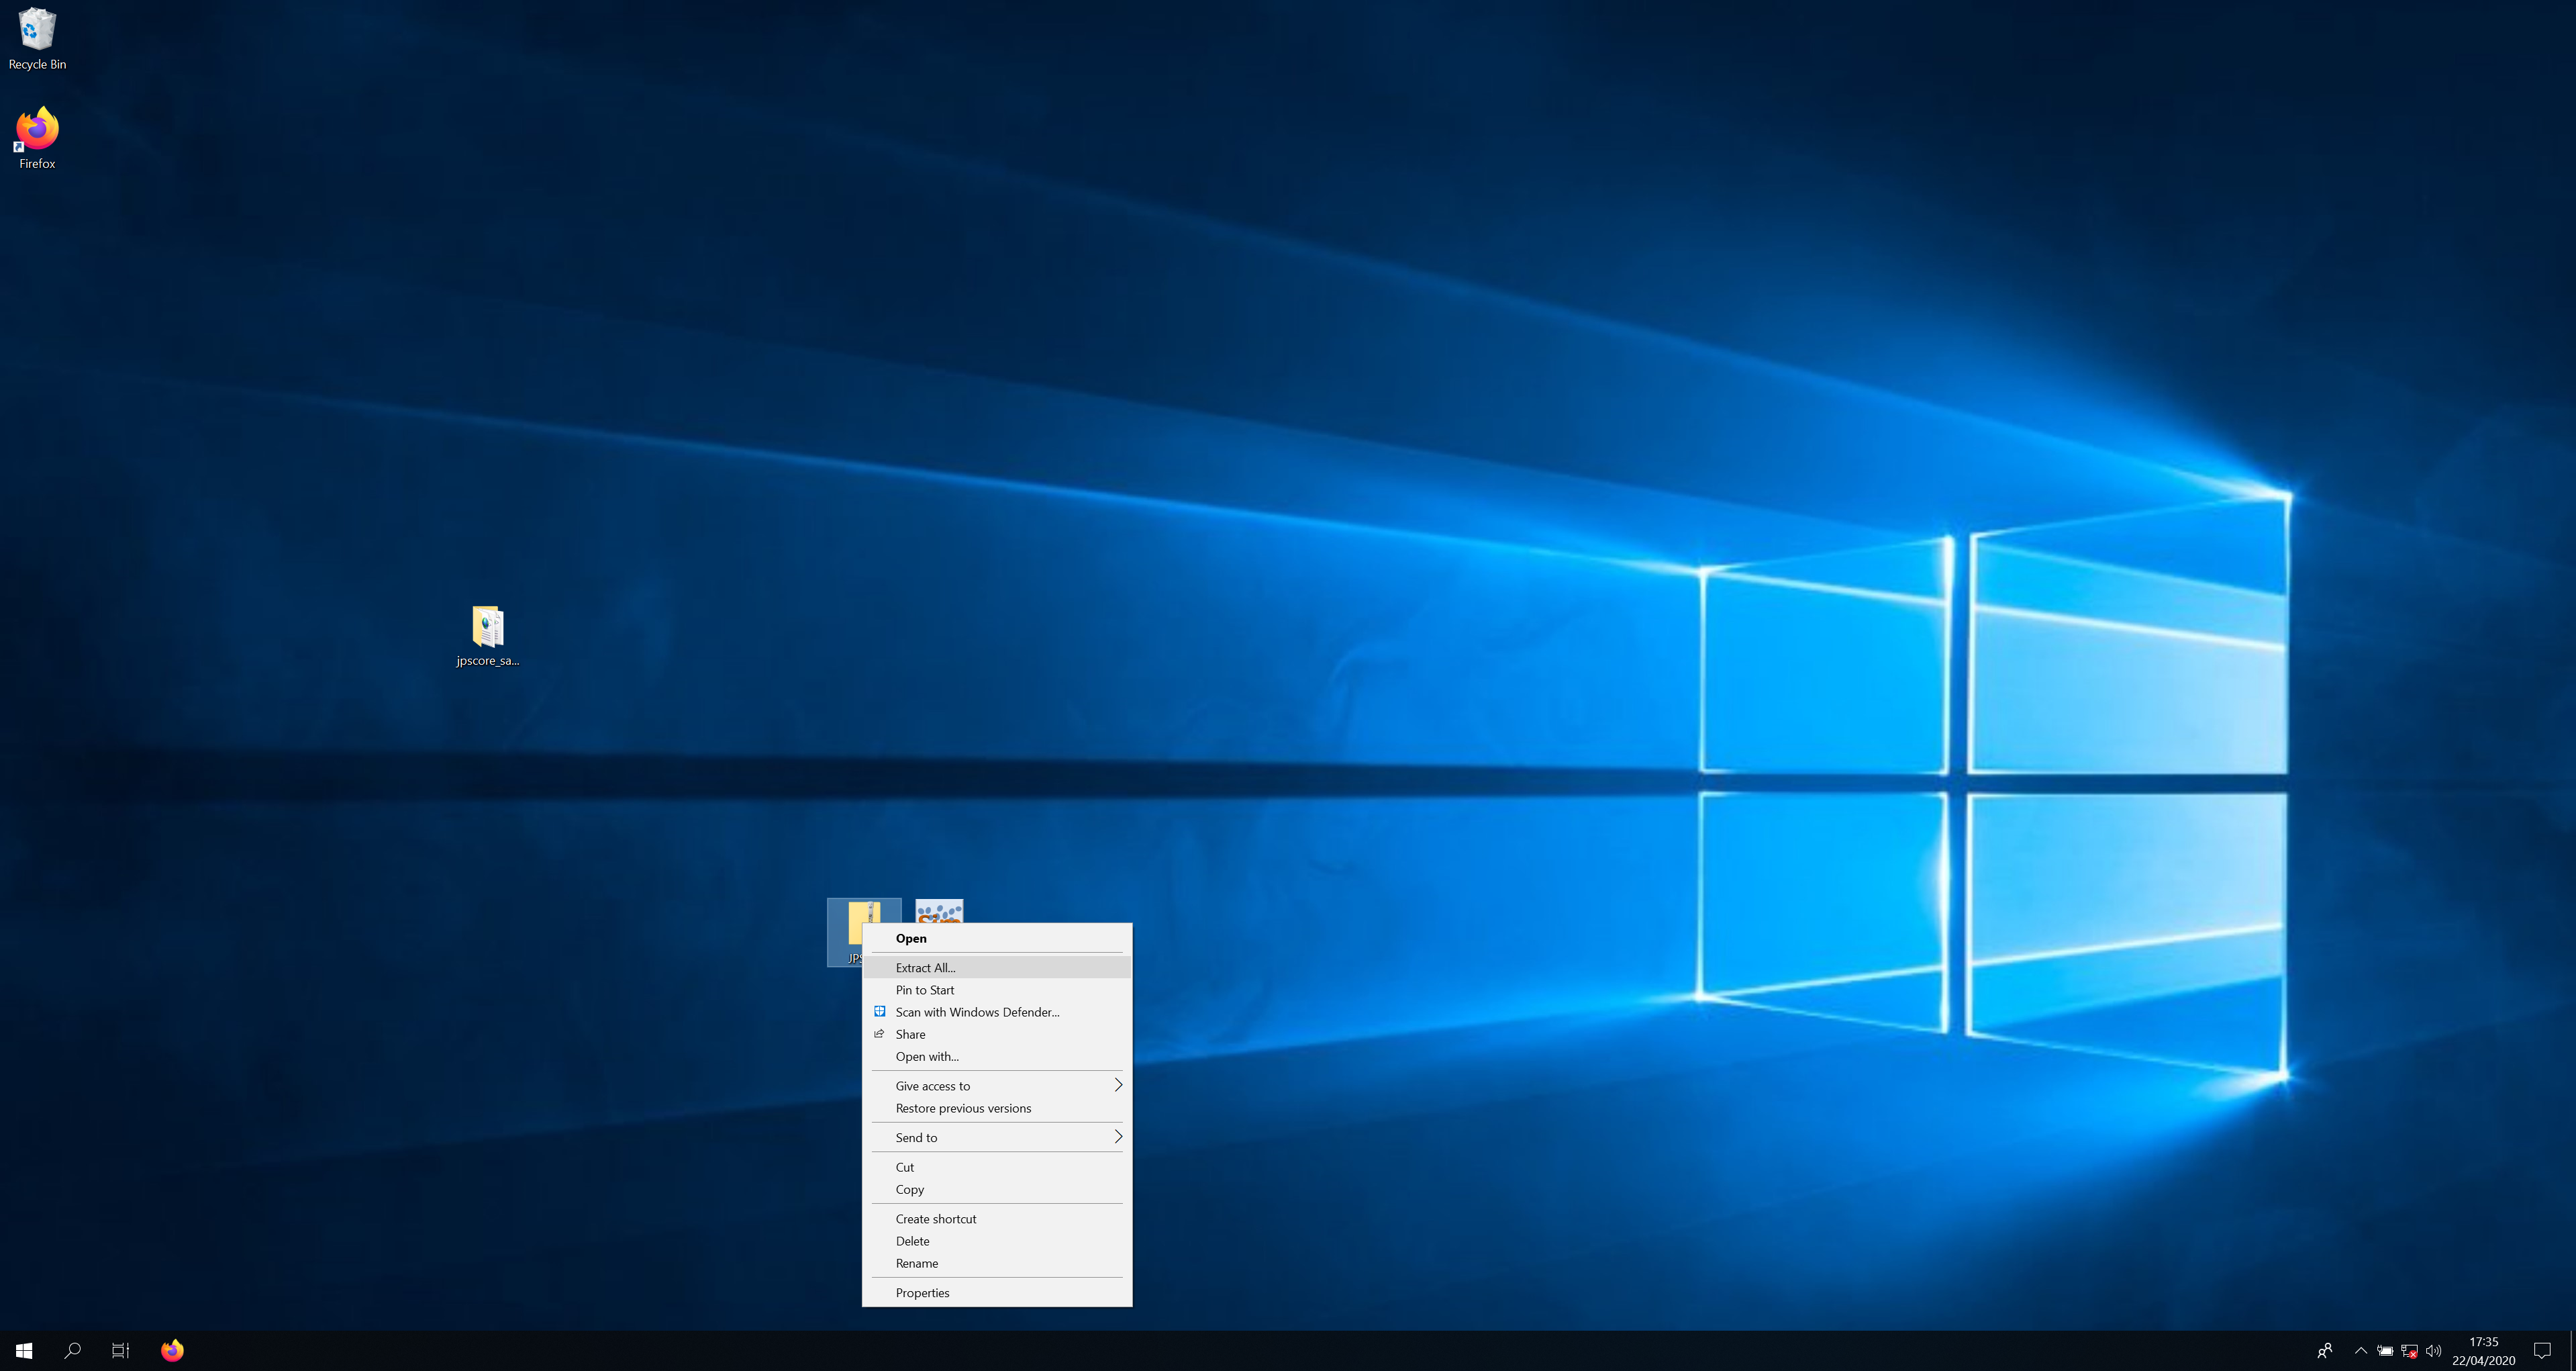 Recycle Bin
Firefox
jpscore_sa...
Open
Extract All...
Pin to Start
Scan with Windows Defender...
Share
Open with...
Give access to
Restore previous versions
Send to
Cut
Copy
Create shortcut
Delete
Rename
Properties
17:35
22/04/2020